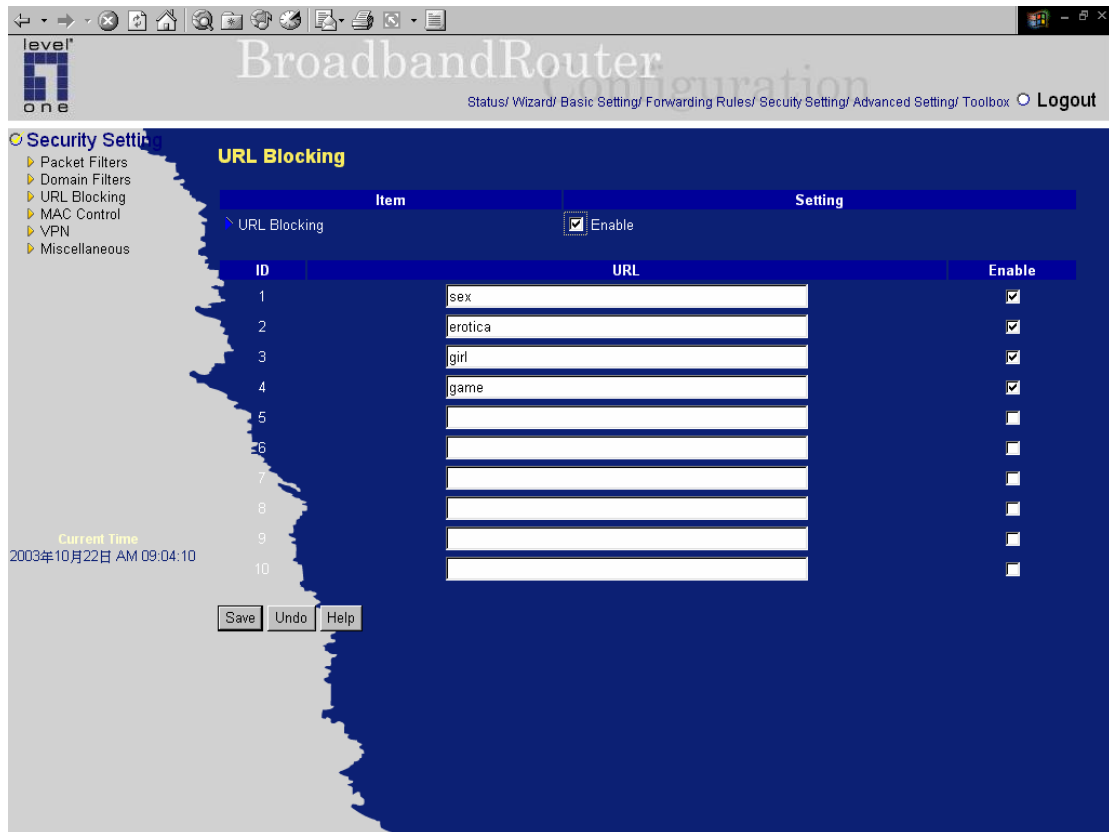 level®
one
BroadbandRouter
Configuration
Status/ Wizard/ Basic Setting/ Forwarding Rules/ Secuity Setting/ Advanced Setting/ Toolbox Logout
Security Setting
Packet Filters
Domain Filters
URL Blocking
MAC Control
VPN
Miscellaneous
Current Time
2003年10月22日 AM 09:04:10
URL Blocking
Item Setting
URL Blocking Enable
ID URL Enable
1 sex
2 erotica
3 girl
4 game
5
6
7
8
9
10
Save Undo Help